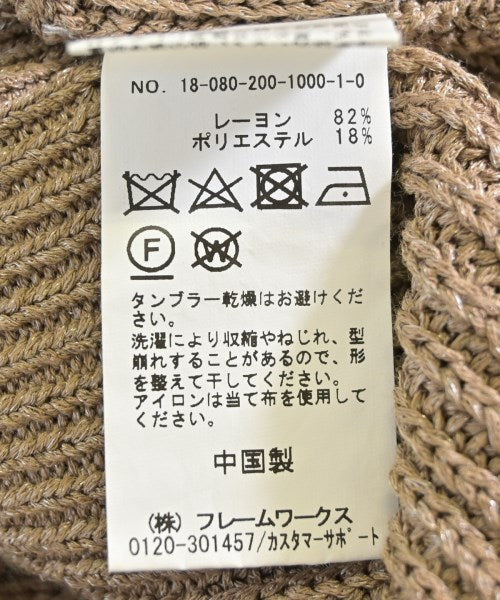 NO. 18-080-200-1000-1-0
レーヨン 82%
ポリエステル 18%
F
W
タンブラー乾燥はお避けくだ
さい。
洗濯により収縮やねじれ、型
崩れすることがあるので、形
を整えて干してください。
アイロンは当て布を使用して
ください。
中国製
(株) フレームワークス
0120-301457/カスタマーサポート